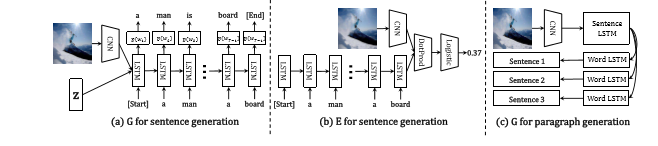 a man is board [End]
CNN
p(w₁) p(w₂) p(w₃) p(wT-1) p(wT-1)
LSTM LSTM LSTM LSTM LSTM
z
[Start] a man a board
(a) G for sentence generation
CNN
DotProd
Logistic
0.37
LSTM LSTM LSTM LSTM LSTM
[Start] a man a board
(b) E for sentence generation
CNN
Sentence
LSTM
Sentence 1 Word LSTM
Sentence 2 Word LSTM
Sentence 3 Word LSTM
(c) G for paragraph generation